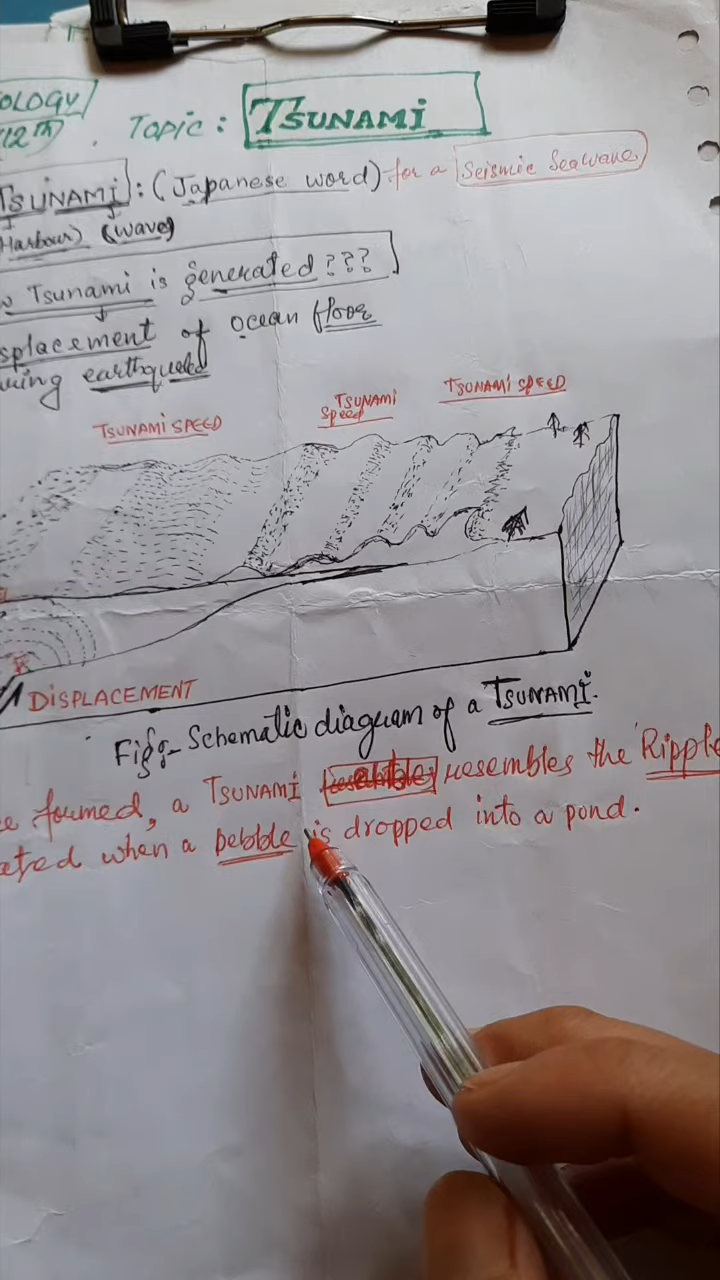 OLOGY
12th . Topic : TSUNAMi
TSUNAMi : (Japanese word) for a Seismic Seawave
Harbour) (wave)
Tsunami is generated ???
splacement of ocean floor
earthquake
TSUNAMI SPEED
TSUNAMI Speed
TSUNAMI SPEED
DISPLACEMENT
Fig:- Schematic diagram of a TSUNAMI.
formed, a TSUNAMI resembles the Ripple
ated when a pebble is dropped into a pond.